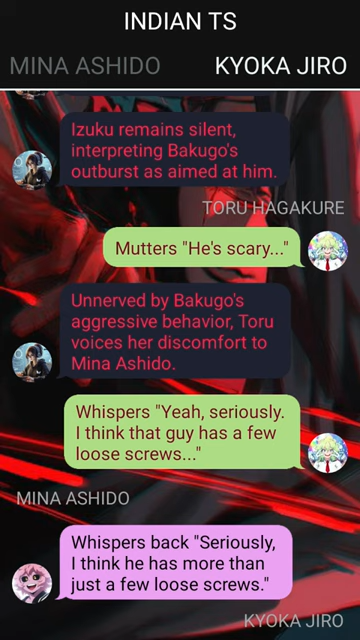 INDIAN TS
MINA ASHIDO KYOKA JIRO
Izuku remains silent,
interpreting Bakugo's
outburst as aimed at him.
TORU HAGAKURE
Mutters "He's scary..."
Unnerved by Bakugo's
aggressive behavior, Toru
voices her discomfort to
Mina Ashido.
Whispers "Yeah, seriously.
I think that guy has a few
loose screws..."
MINA ASHIDO
Whispers back "Seriously,
I think he has more than
just a few loose screws."
KYOKA JIRO